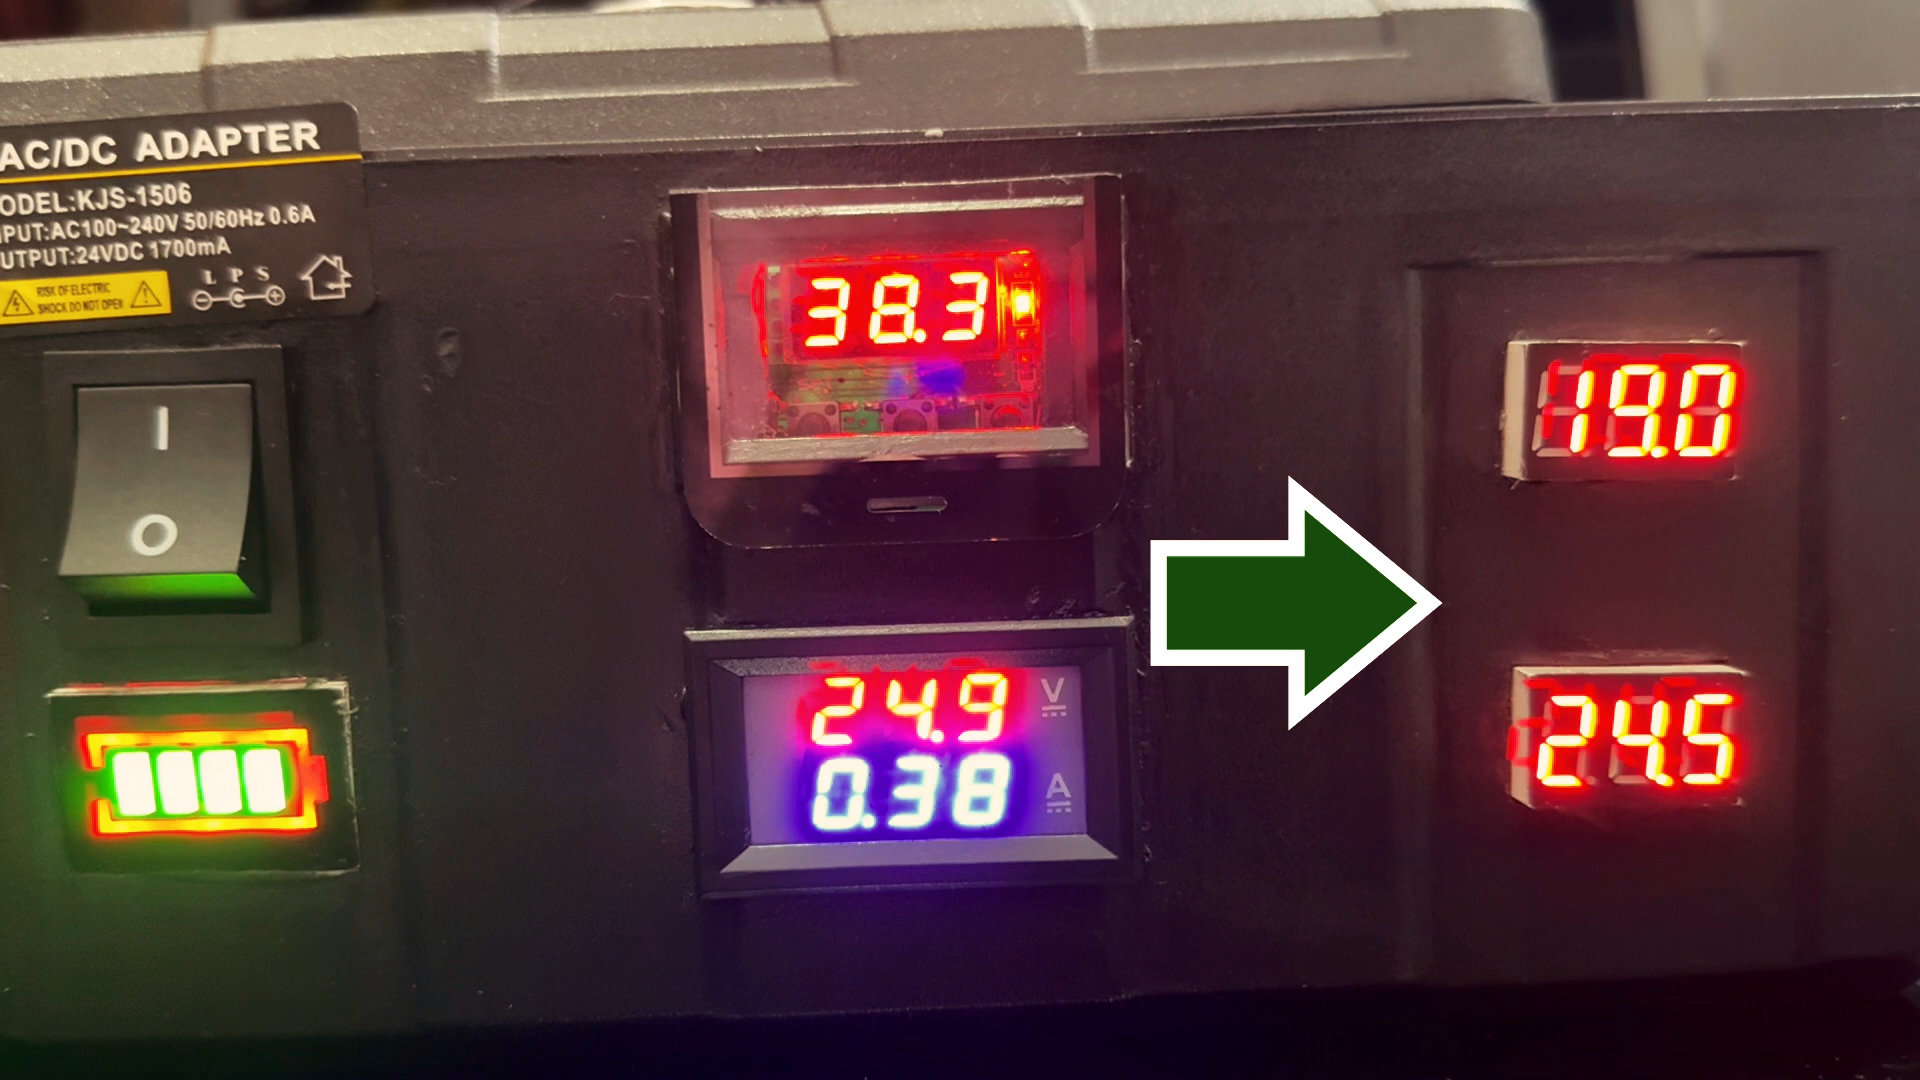 AC/DC ADAPTER
ODEL:KJS-1506
PUT:AC100~240V 50/60Hz 0.6A
UTPUT:24VDC 1700mA
RISK OF ELECTRIC
SHOCK DO NOT OPEN
L P S
38.3
24.9 V
0.38 A
19.0
24.5